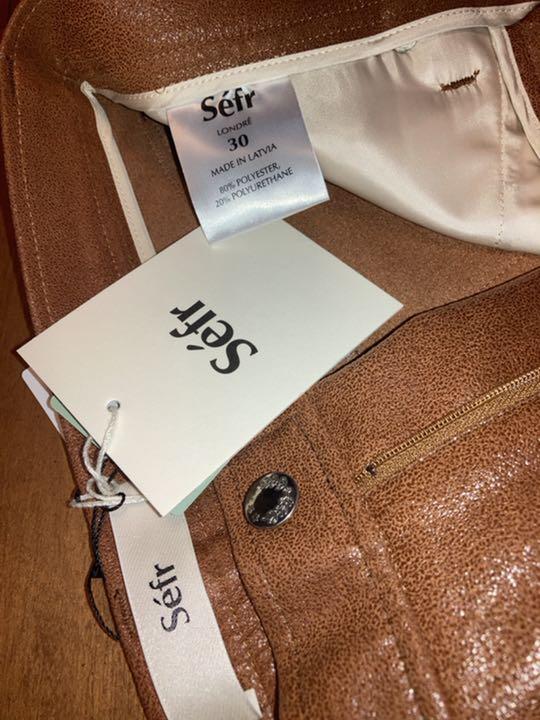 Séfr
LONDRÉ
30
MADE IN LATVIA
80% POLYESTER,
20% POLYURETHANE
Séfr
Séfr